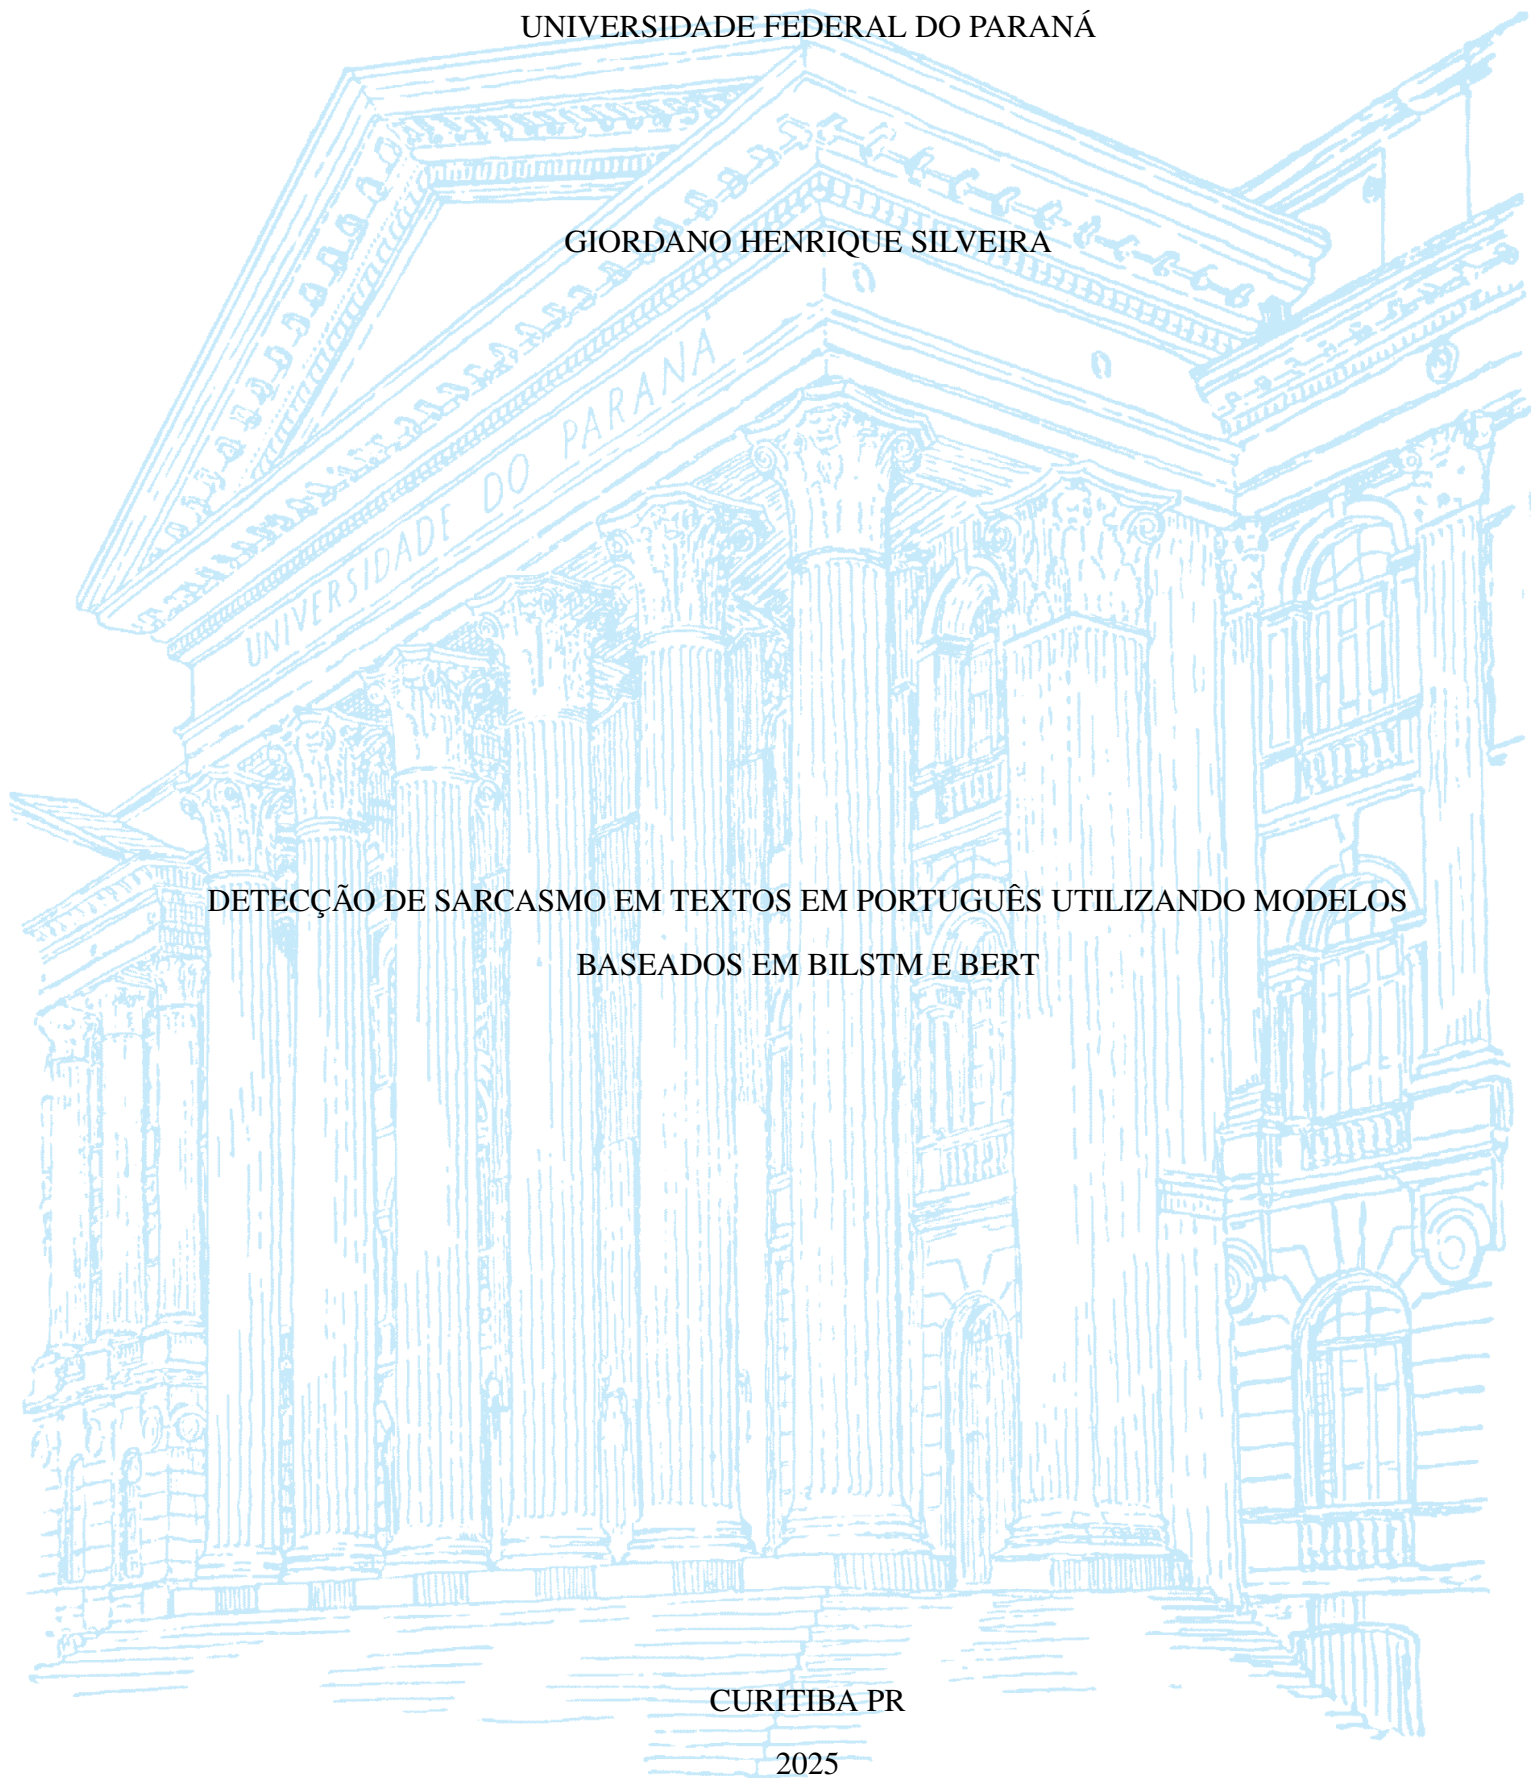 UNIVERSIDADE FEDERAL DO PARANÁ
GIORDANO HENRIQUE SILVEIRA
UNIVERSIDADE DO PARANÁ
DETECÇÃO DE SARCASMO EM TEXTOS EM PORTUGUÊS UTILIZANDO MODELOS
BASEADOS EM BILSTM E BERT
CURITIBA PR
2025